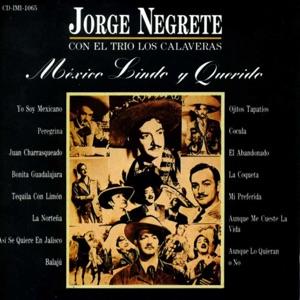 CD-IMI-1065
JORGE NEGRETE
CON EL TRIO LOS CALAVERAS
México Lindo y Querido
Yo Soy Mexicano
Peregrina
Juan Charrasqueado
Bonita Guadalajara
Tequila Con Limón
La Norteña
Así Se Quiere En Jalisco
Balajú
Ojitos Tapatíos
Cocula
El Abandonado
La Coqueta
Mi Preferida
Aunque Me Cueste La
Vida
Aunque Lo Quieran
o No